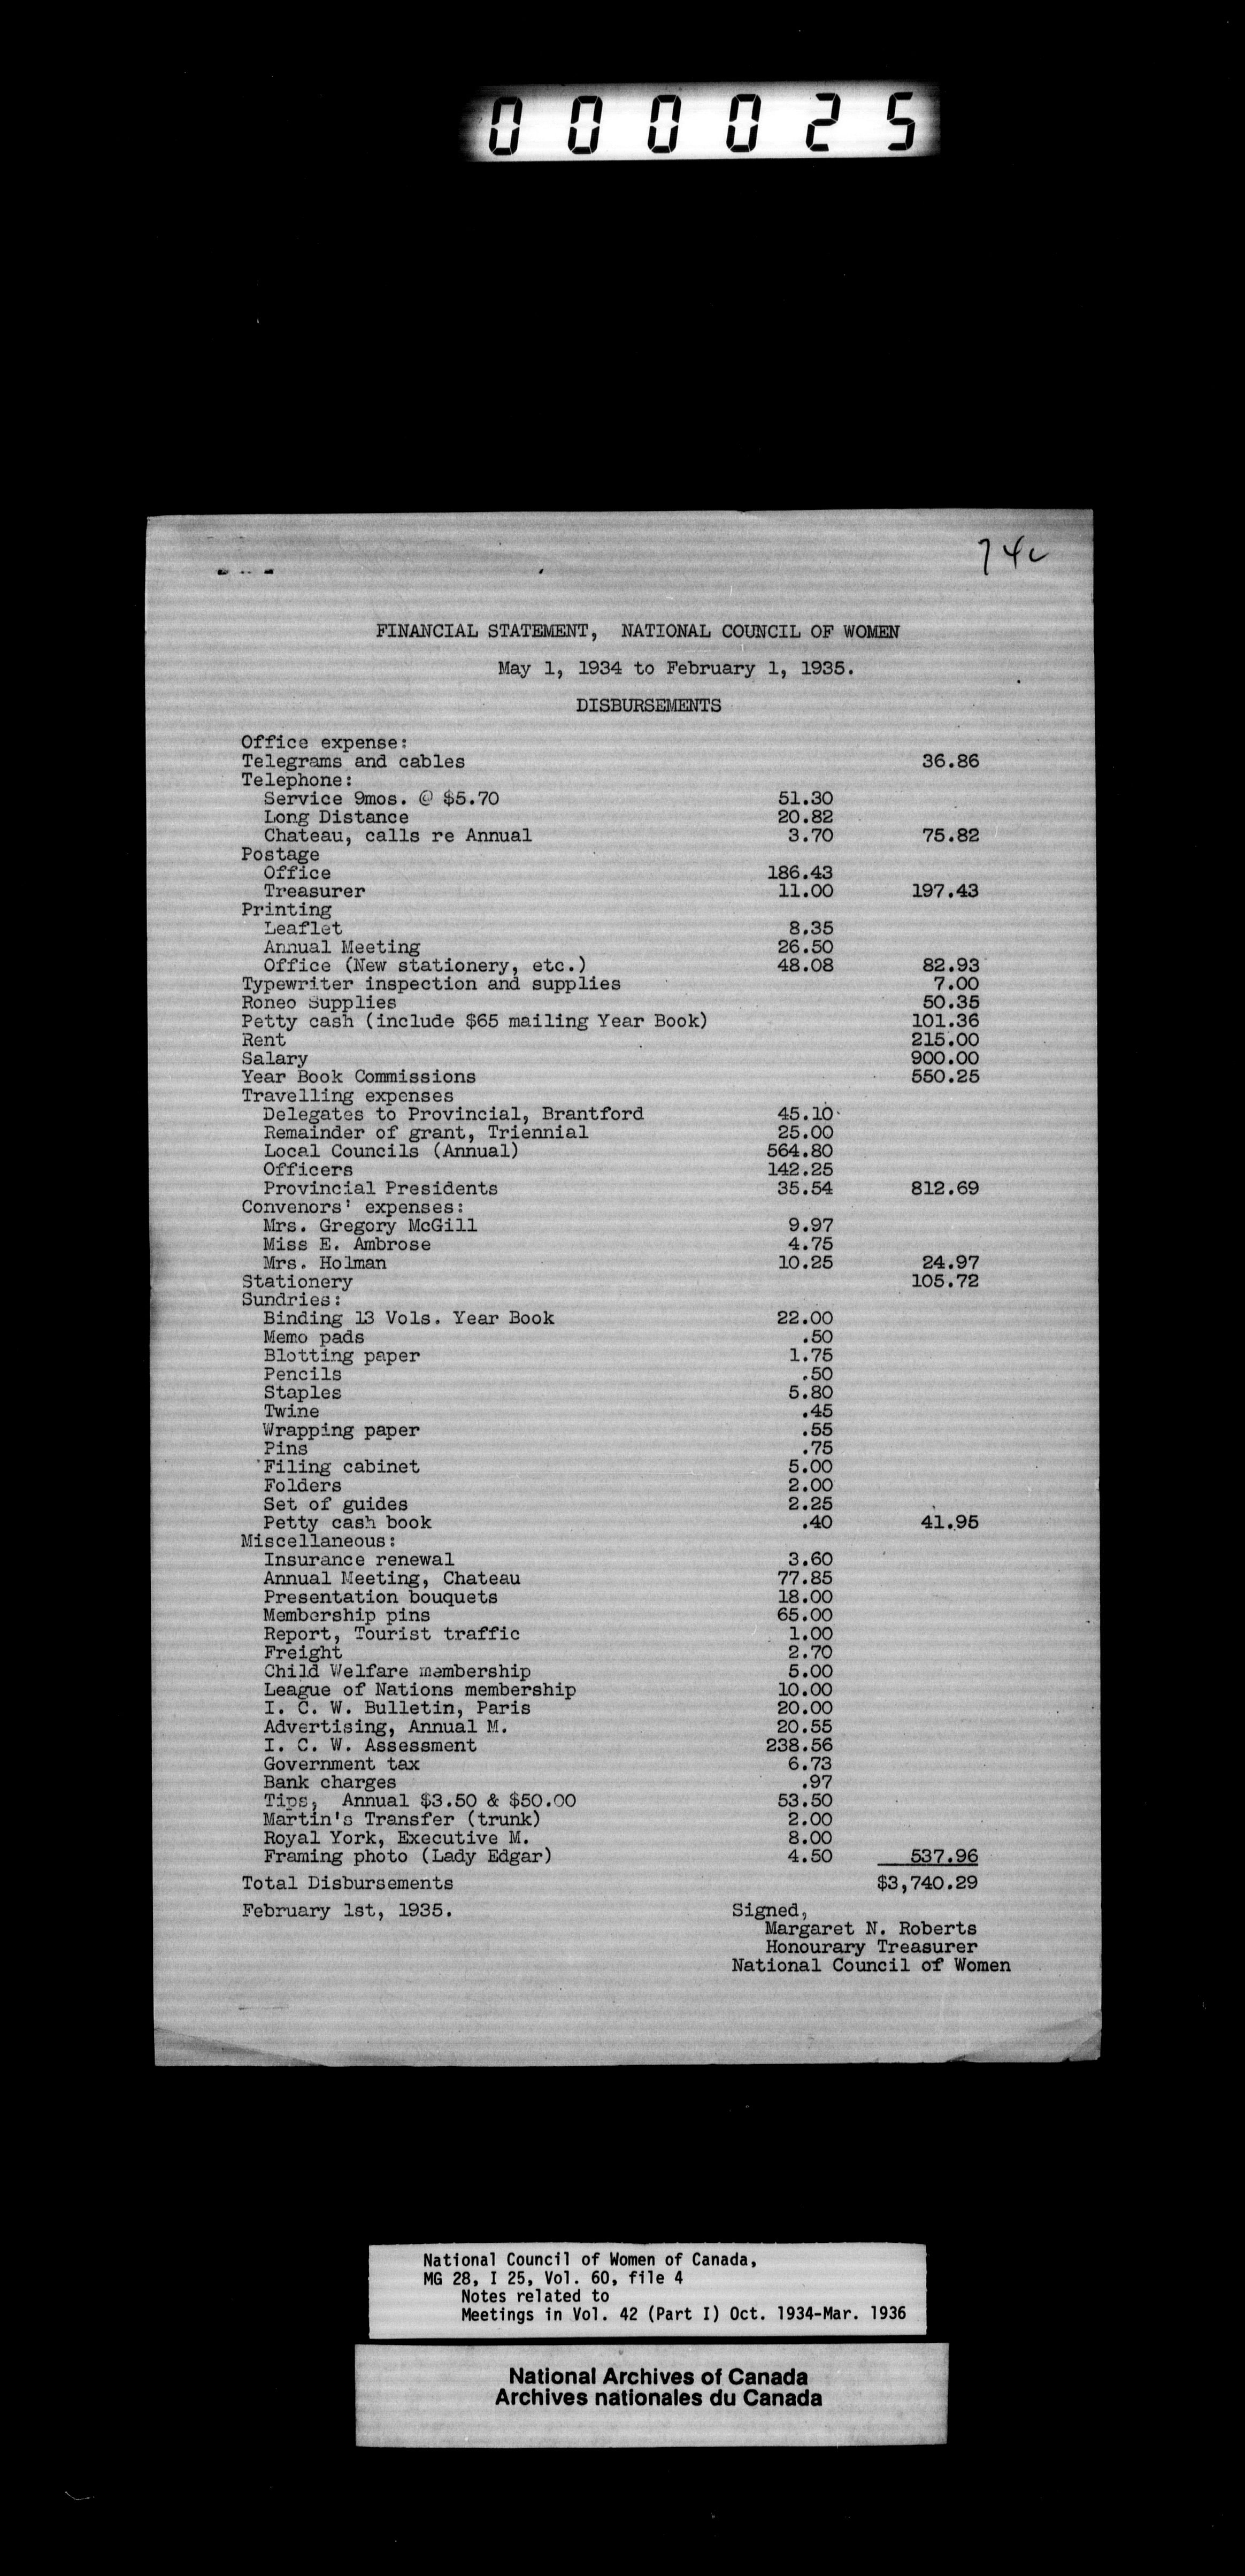 000025
74c
FINANCIAL STATEMENT, NATIONAL COUNCIL OF WOMEN
May 1, 1934 to February 1, 1935.
DISBURSEMENTS
Office expense:
Telegrams and cables 36.86
Telephone:
Service 9mos. @ $5.70 51.30
Long Distance 20.82
Chateau, calls re Annual 3.70 75.82
Postage
Office 186.43
Treasurer 11.00 197.43
Printing
Leaflet 8.35
Annual Meeting 26.50
Office (New stationery, etc.) 48.08 82.93
Typewriter inspection and supplies 7.00
Roneo Supplies 50.35
Petty cash (include $65 mailing Year Book) 101.36
Rent 215.00
Salary 900.00
Year Book Commissions 550.25
Travelling expenses
Delegates to Provincial, Brantford 45.10
Remainder of grant, Triennial 25.00
Local Councils (Annual) 564.80
Officers 142.25
Provincial Presidents 35.54 812.69
Convenors' expenses:
Mrs. Gregory McGill 9.97
Miss E. Ambrose 4.75
Mrs. Holman 10.25 24.97
Stationery 105.72
Sundries:
Binding 13 Vols. Year Book 22.00
Memo pads .50
Blotting paper 1.75
Pencils .50
Staples 5.80
Twine .45
Wrapping paper .55
Pins .75
Filing cabinet 5.00
Folders 2.00
Set of guides 2.25
Petty cash book .40 41.95
Miscellaneous:
Insurance renewal 3.60
Annual Meeting, Chateau 77.85
Presentation bouquets 18.00
Membership pins 65.00
Report, Tourist traffic 1.00
Freight 2.70
Child Welfare membership 5.00
League of Nations membership 10.00
I. C. W. Bulletin, Paris 20.00
Advertising, Annual M. 20.55
I. C. W. Assessment 238.56
Government tax 6.73
Bank charges .97
Tips, Annual $3.50 & $50.00 53.50
Martin's Transfer (trunk) 2.00
Royal York, Executive M. 8.00
Framing photo (Lady Edgar) 4.50 537.96
Total Disbursements $3,740.29
February 1st, 1935. Signed,
Margaret N. Roberts
Honourary Treasurer
National Council of Women
National Council of Women of Canada,
MG 28, I 25, Vol. 60, file 4
Notes related to
Meetings in Vol. 42 (Part I) Oct. 1934-Mar. 1936
National Archives of Canada
Archives nationales du Canada